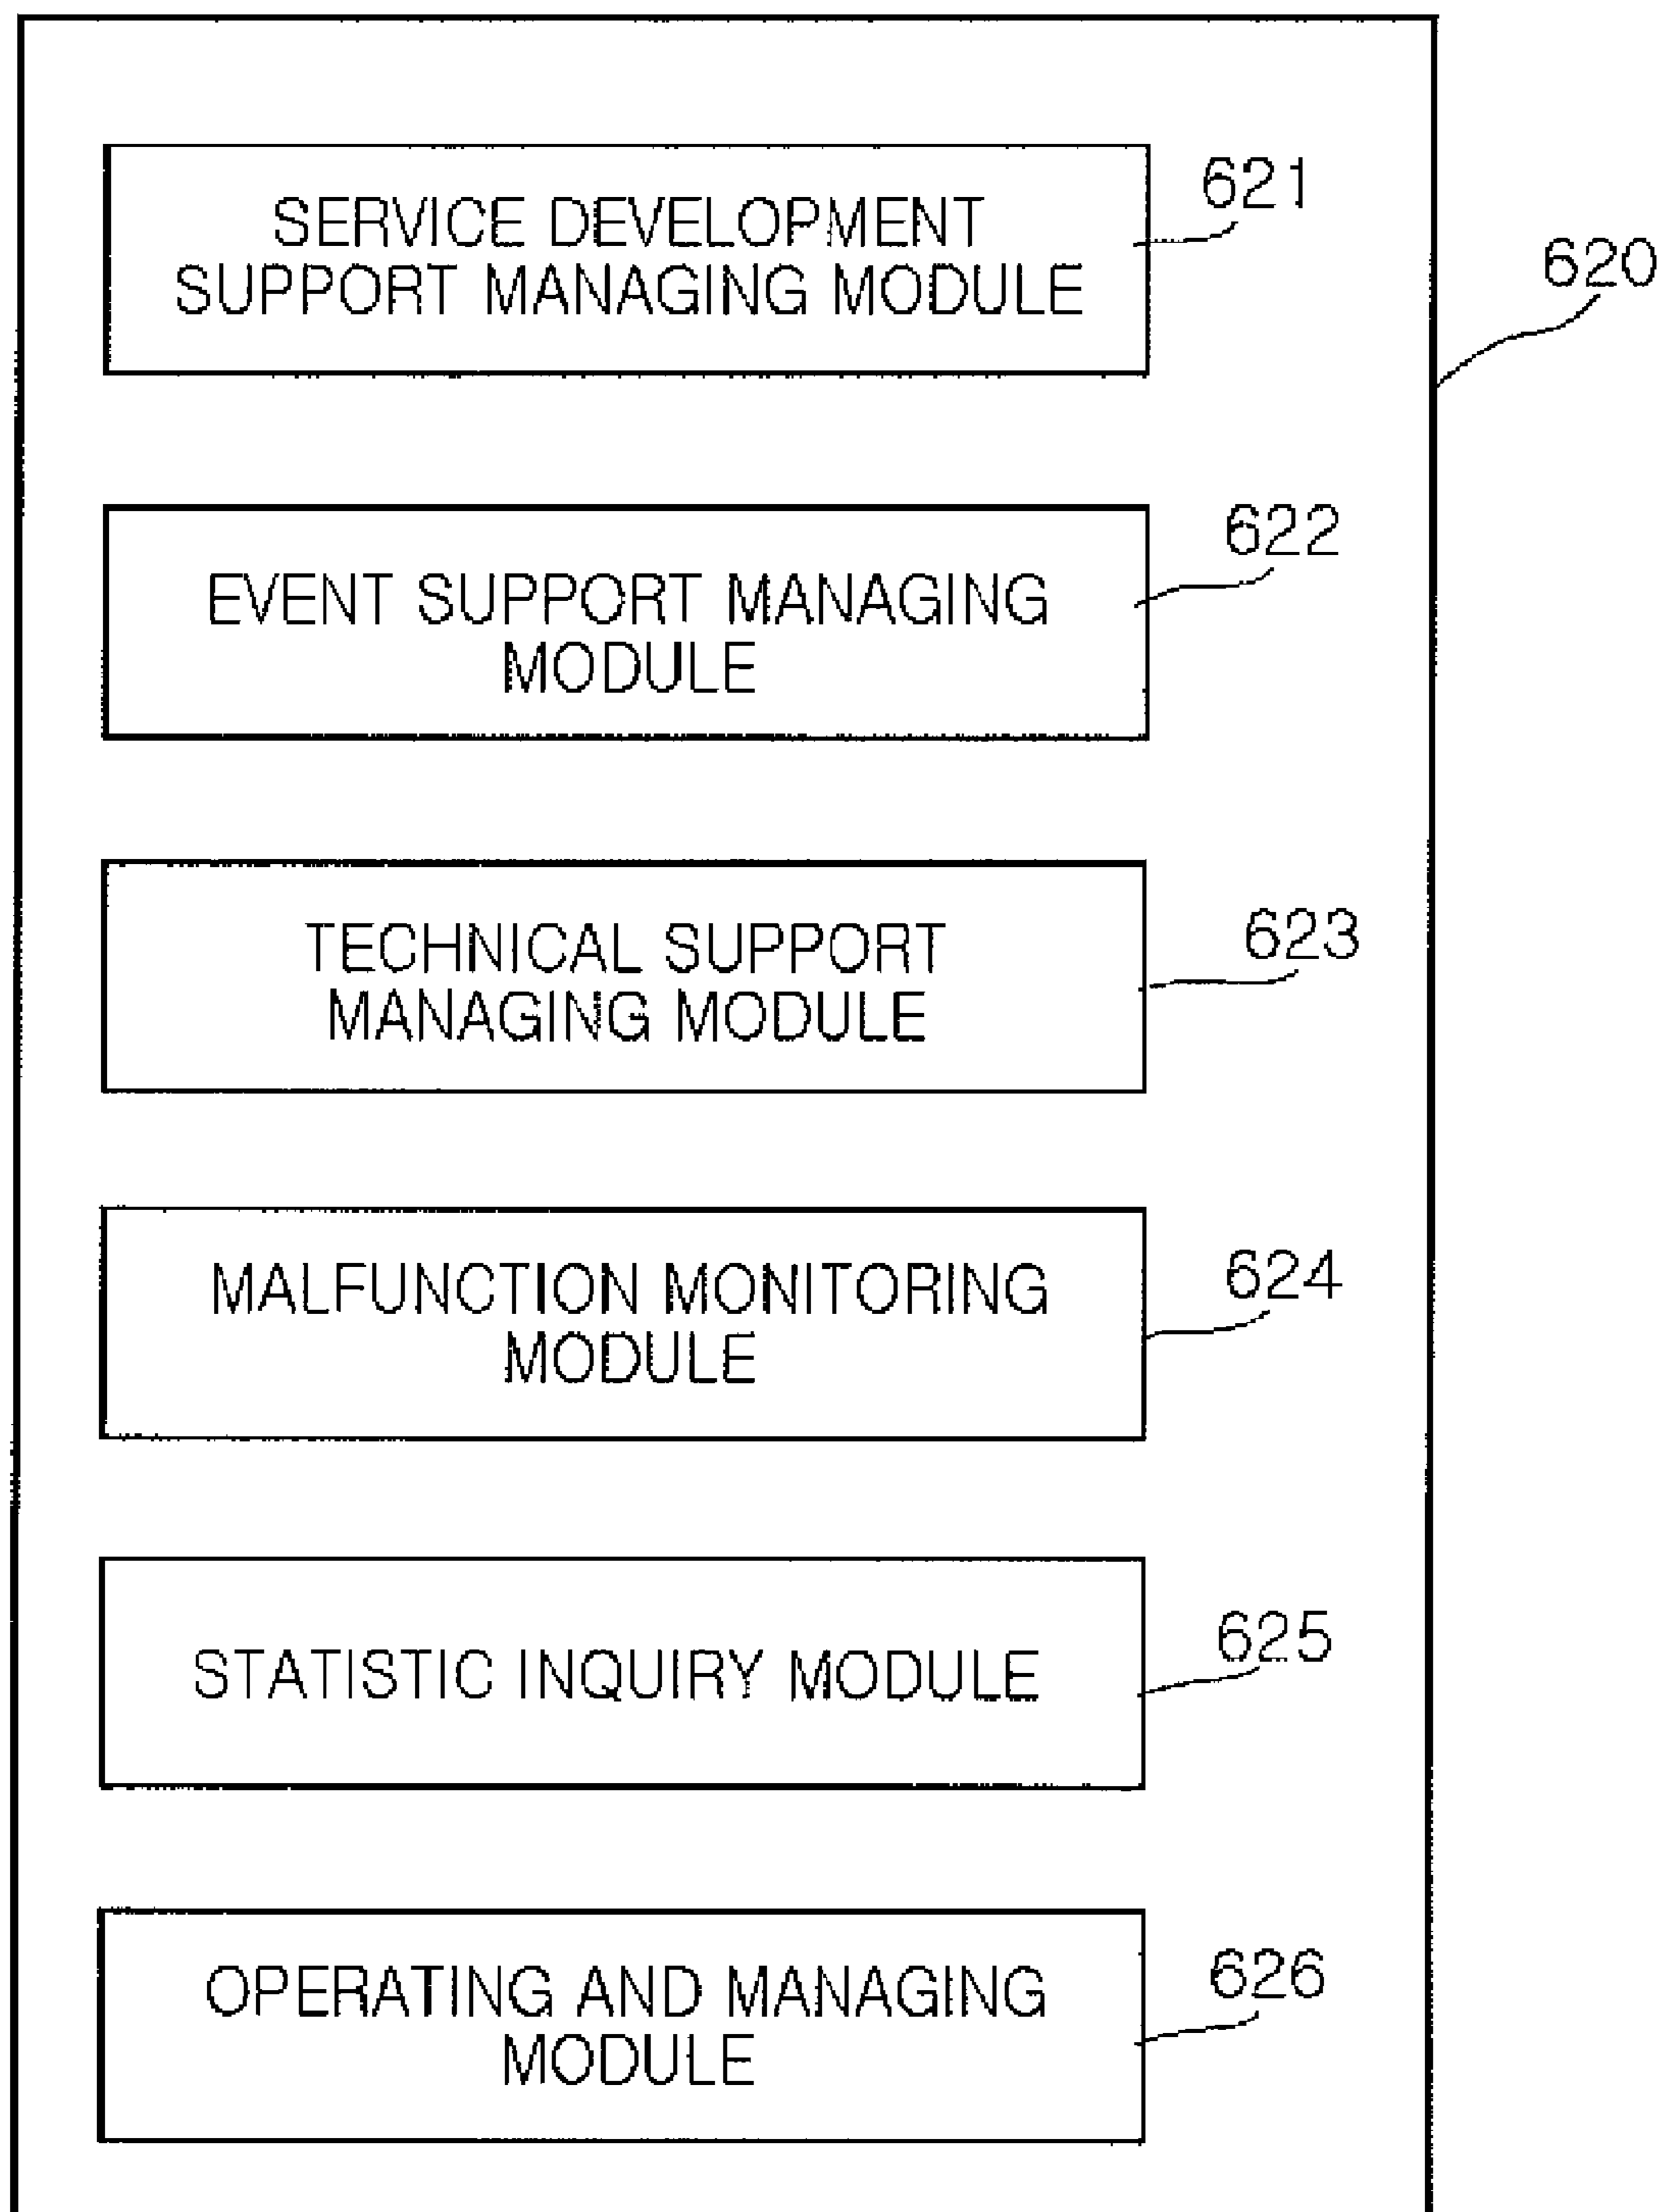 621
SERVICE DEVELOPMENT
SUPPORT MANAGING MODULE
620
622
EVENT SUPPORT MANAGING
MODULE
623
TECHNICAL SUPPORT
MANAGING MODULE
624
MALFUNCTION MONITORING
MODULE
625
STATISTIC INQUIRY MODULE
626
OPERATING AND MANAGING
MODULE